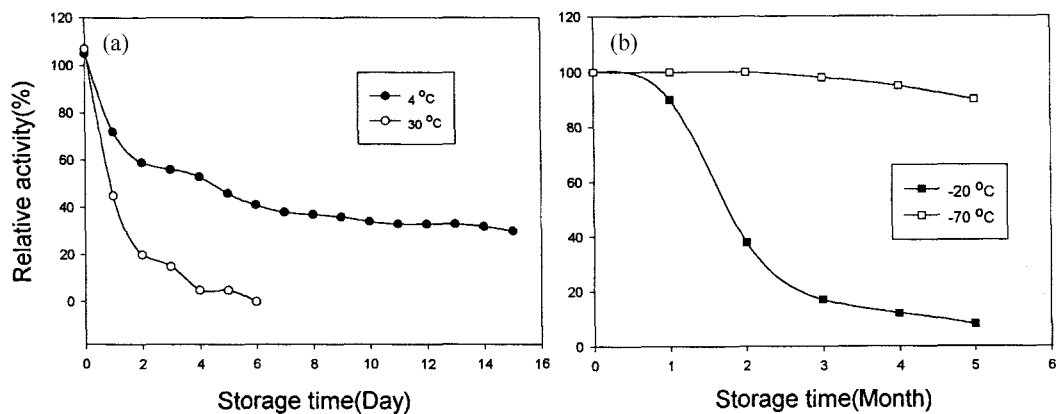 (a)
Relative activity(%)
120
100
80
60
40
20
0
4 °C
30 °C
0 2 4 6 8 10 12 14 16
Storage time(Day)
(b)
120
100
80
60
40
20
0
-20 °C
-70 °C
0 1 2 3 4 5 6
Storage time(Month)